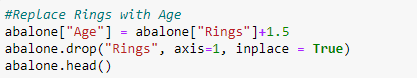 #Replace Rings with Age
abalone["Age"] = abalone["Rings"]+1.5
abalone.drop("Rings", axis=1, inplace = True)
abalone.head()